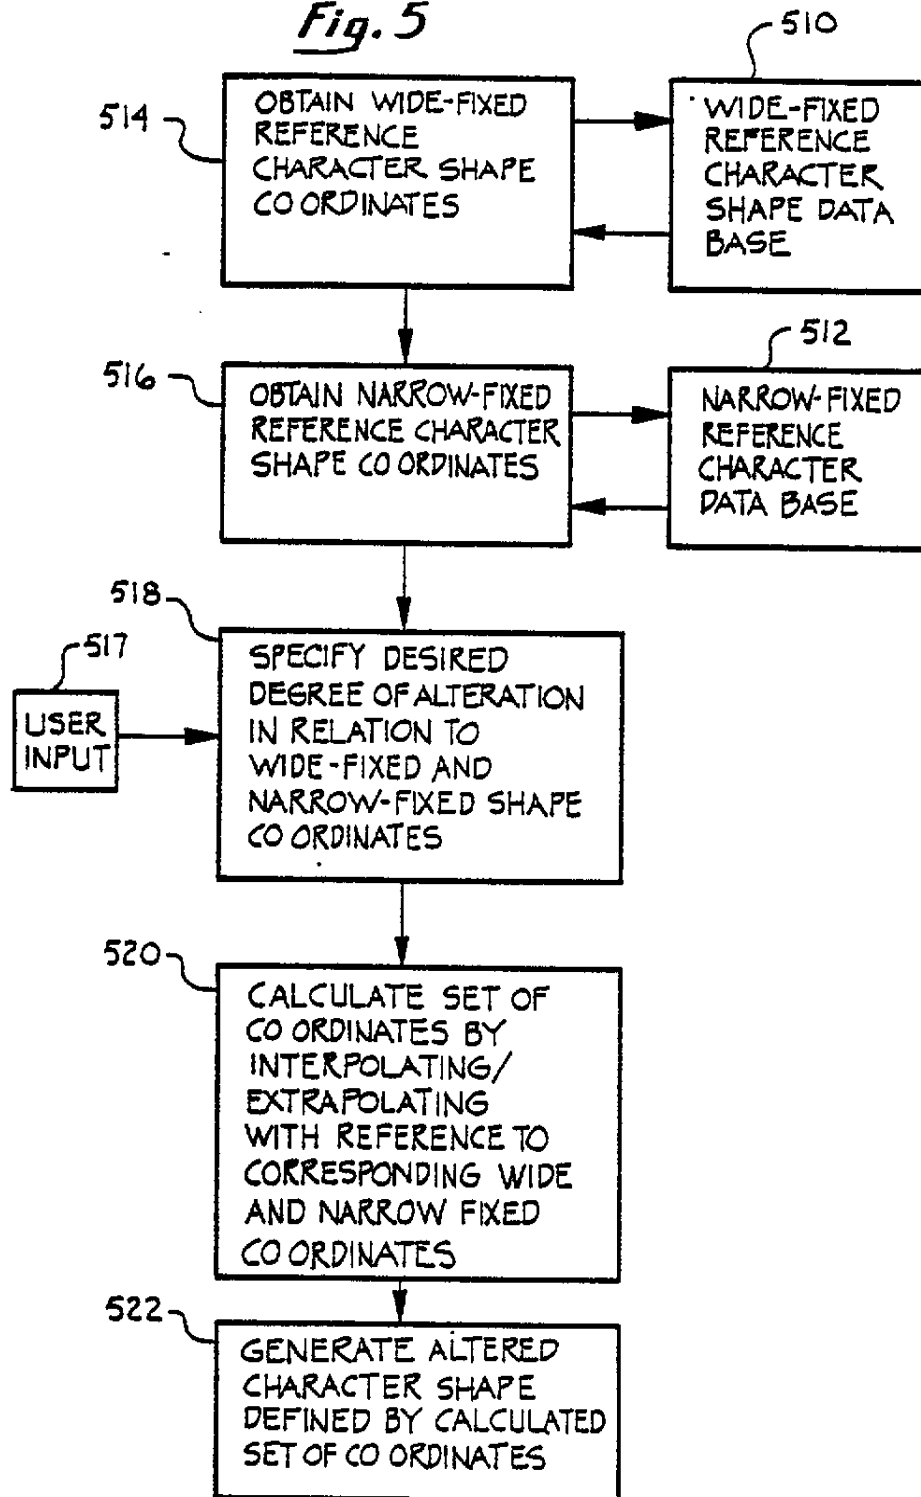 Fig. 5
510
514
OBTAIN WIDE-FIXED
REFERENCE
CHARACTER SHAPE
CO ORDINATES
WIDE-FIXED
REFERENCE
CHARACTER
SHAPE DATA
BASE
512
516
OBTAIN NARROW-FIXED
REFERENCE CHARACTER
SHAPE CO ORDINATES
NARROW-FIXED
REFERENCE
CHARACTER
DATA BASE
518
517
USER
INPUT
SPECIFY DESIRED
DEGREE OF ALTERATION
IN RELATION TO
WIDE-FIXED AND
NARROW-FIXED SHAPE
CO ORDINATES
520
CALCULATE SET OF
CO ORDINATES BY
INTERPOLATING/
EXTRAPOLATING
WITH REFERENCE TO
CORRESPONDING WIDE
AND NARROW FIXED
CO ORDINATES
522
GENERATE ALTERED
CHARACTER SHAPE
DEFINED BY CALCULATED
SET OF CO ORDINATES